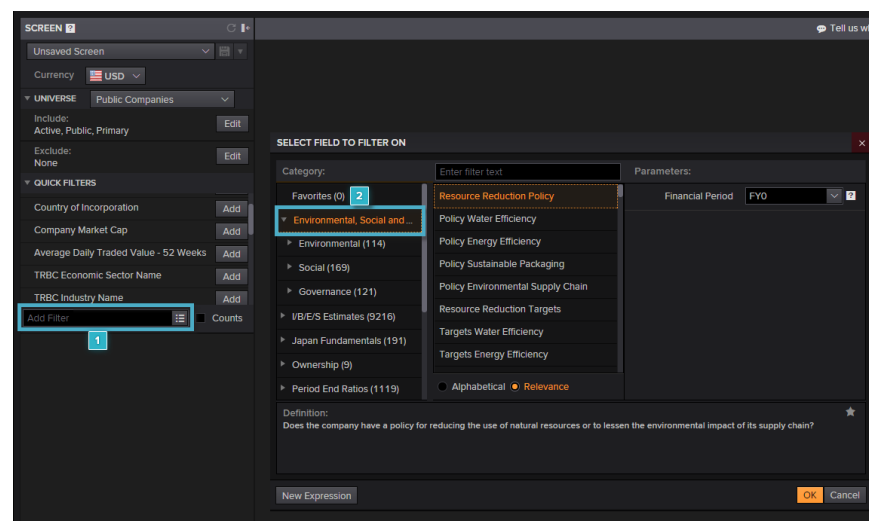 SCREEN ?
Tell us wh
Unsaved Screen
Currency USD
UNIVERSE Public Companies
Include:
Active, Public, Primary
Edit
Exclude:
None
Edit
QUICK FILTERS
Country of Incorporation Add
Company Market Cap Add
Average Daily Traded Value - 52 Weeks Add
TRBC Economic Sector Name Add
TRBC Industry Name Add
Add Filter Counts
1
SELECT FIELD TO FILTER ON
Category:
Favorites (0) 2
Environmental, Social and ...
Environmental (114)
Social (169)
Governance (121)
I/B/E/S Estimates (9216)
Japan Fundamentals (191)
Ownership (9)
Period End Ratios (1119)
Enter filter text
Resource Reduction Policy
Policy Water Efficiency
Policy Energy Efficiency
Policy Sustainable Packaging
Policy Environmental Supply Chain
Resource Reduction Targets
Targets Water Efficiency
Targets Energy Efficiency
Alphabetical Relevance
Parameters:
Financial Period FY0 ?
Definition:
Does the company have a policy for reducing the use of natural resources or to lessen the environmental impact of its supply chain?
New Expression OK Cancel